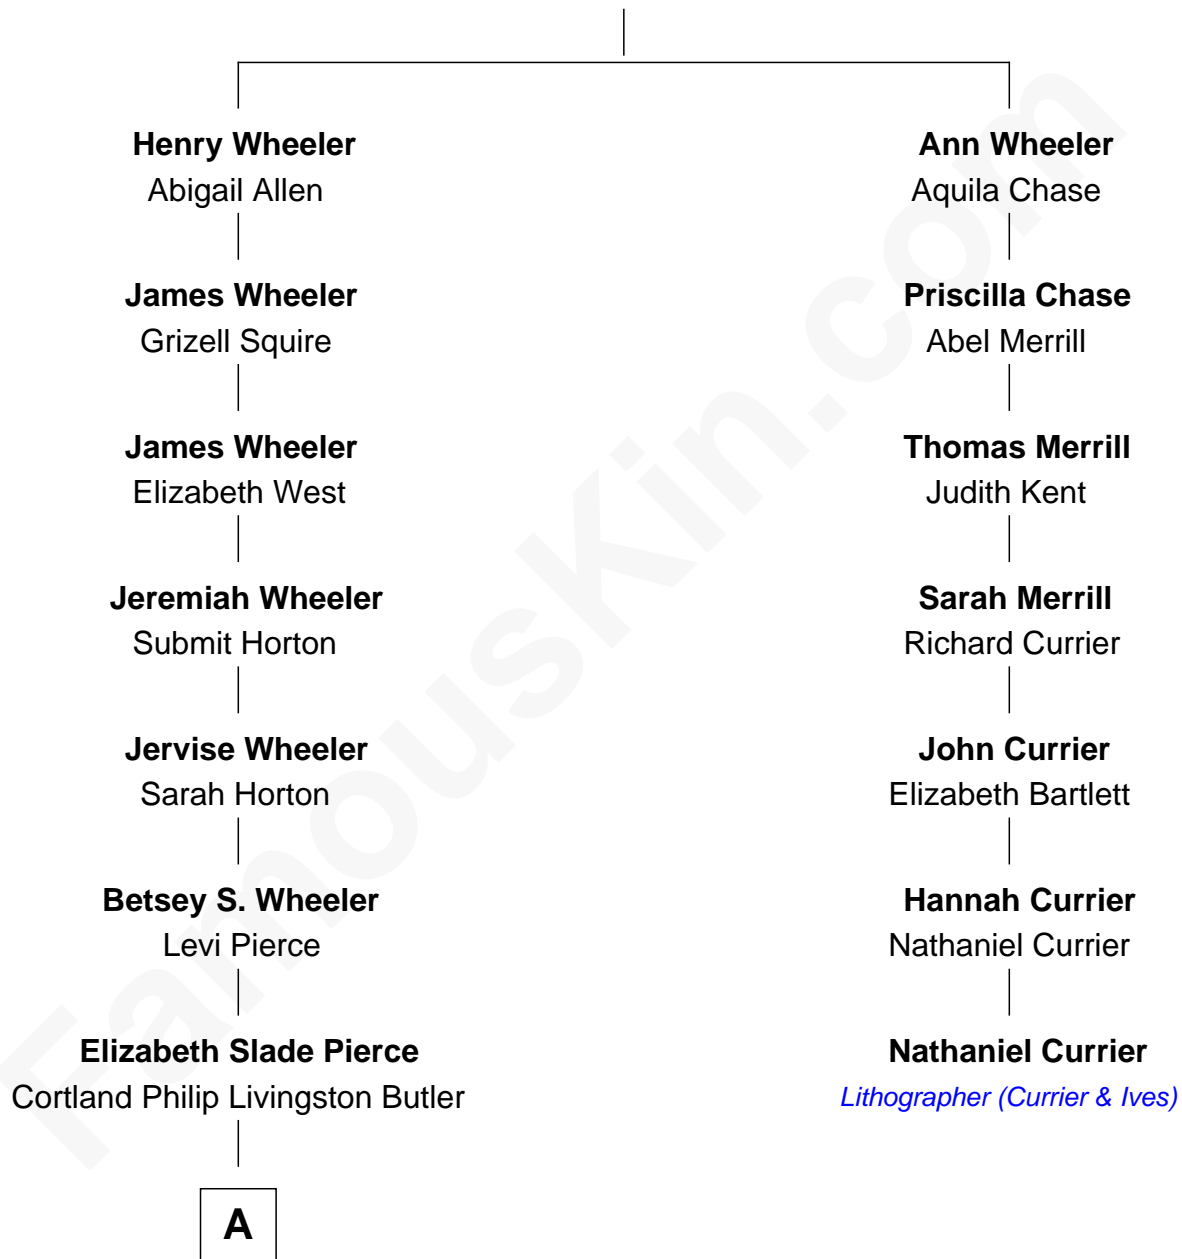 Henry Wheeler
Abigail Allen
James Wheeler
Grizell Squire
James Wheeler
Elizabeth West
Jeremiah Wheeler
Submit Horton
Jervise Wheeler
Sarah Horton
Betsey S. Wheeler
Levi Pierce
Elizabeth Slade Pierce
Cortland Philip Livingston Butler
A
Ann Wheeler
Aquila Chase
Priscilla Chase
Abel Merrill
Thomas Merrill
Judith Kent
Sarah Merrill
Richard Currier
John Currier
Elizabeth Bartlett
Hannah Currier
Nathaniel Currier
Nathaniel Currier
Lithographer (Currier & Ives)
FamousKin.com